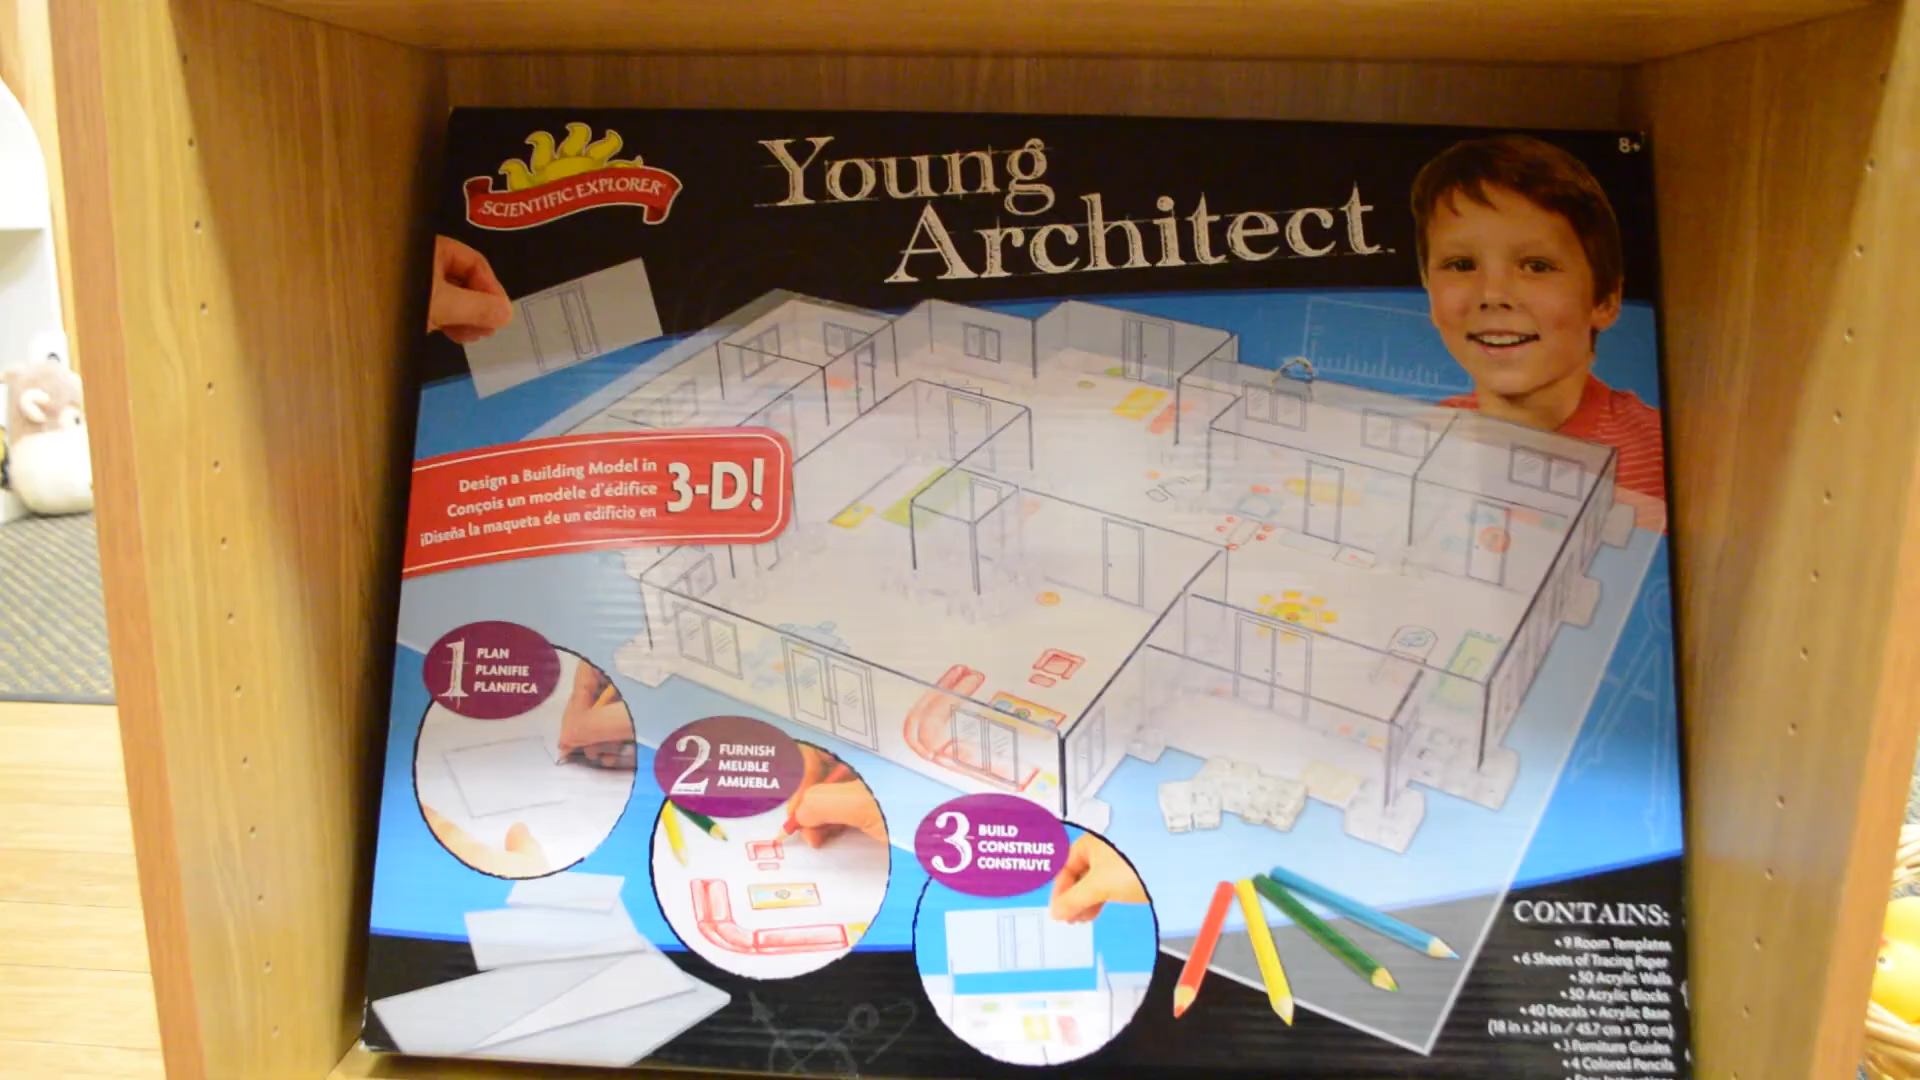 SCIENTIFIC EXPLORER
Young
Architect
8+
Design a Building Model in
Conçois un modèle d'édifice
¡Diseña la maqueta de un edificio en
3-D!
1
PLAN
PLANIFIE
PLANIFICA
2
FURNISH
MEUBLE
AMUEBLA
3
BUILD
CONSTRUIS
CONSTRUYE
CONTAINS:
• 9 Room Templates
• 6 Sheets of Tracing Paper
• 50 Acrylic Walls
• 50 Acrylic Blocks
• 40 Decals • Acrylic Base
(18 in x 24 in / 45.7 cm x 70 cm)
• 3 Furniture Guides
• 4 Colored Pencils